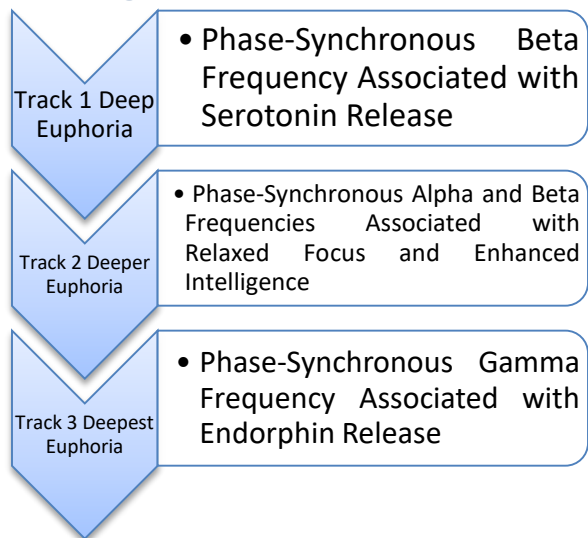 Track 1 Deep
Euphoria
• Phase-Synchronous Beta
Frequency Associated with
Serotonin Release
Track 2 Deeper
Euphoria
• Phase-Synchronous Alpha and Beta
Frequencies Associated with
Relaxed Focus and Enhanced
Intelligence
Track 3 Deepest
Euphoria
• Phase-Synchronous Gamma
Frequency Associated with
Endorphin Release